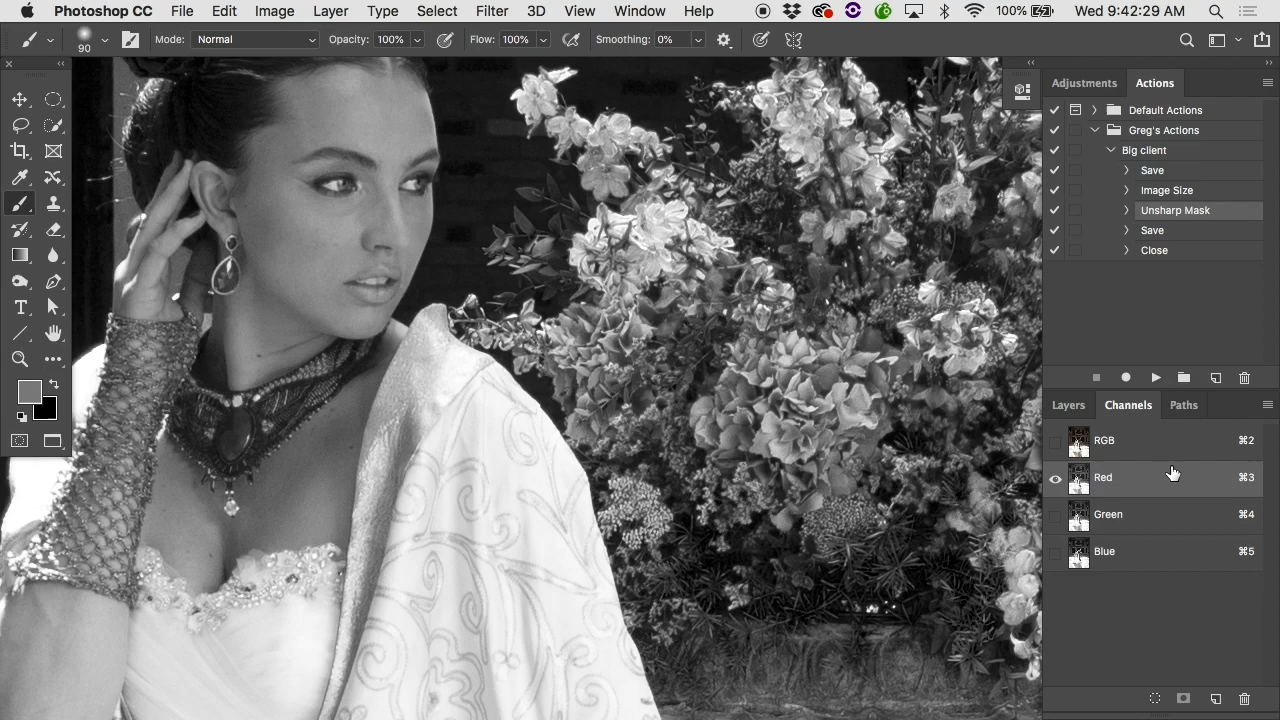 Photoshop CC File Edit Image Layer Type Select Filter 3D View Window Help 100% Wed 9:42:29 AM
90 Mode: Normal Opacity: 100% Flow: 100% Smoothing: 0%
Adjustments Actions
Default Actions
Greg's Actions
Big client
Save
Image Size
Unsharp Mask
Save
Close
Layers Channels Paths
RGB ⌘2
Red ⌘3
Green ⌘4
Blue ⌘5